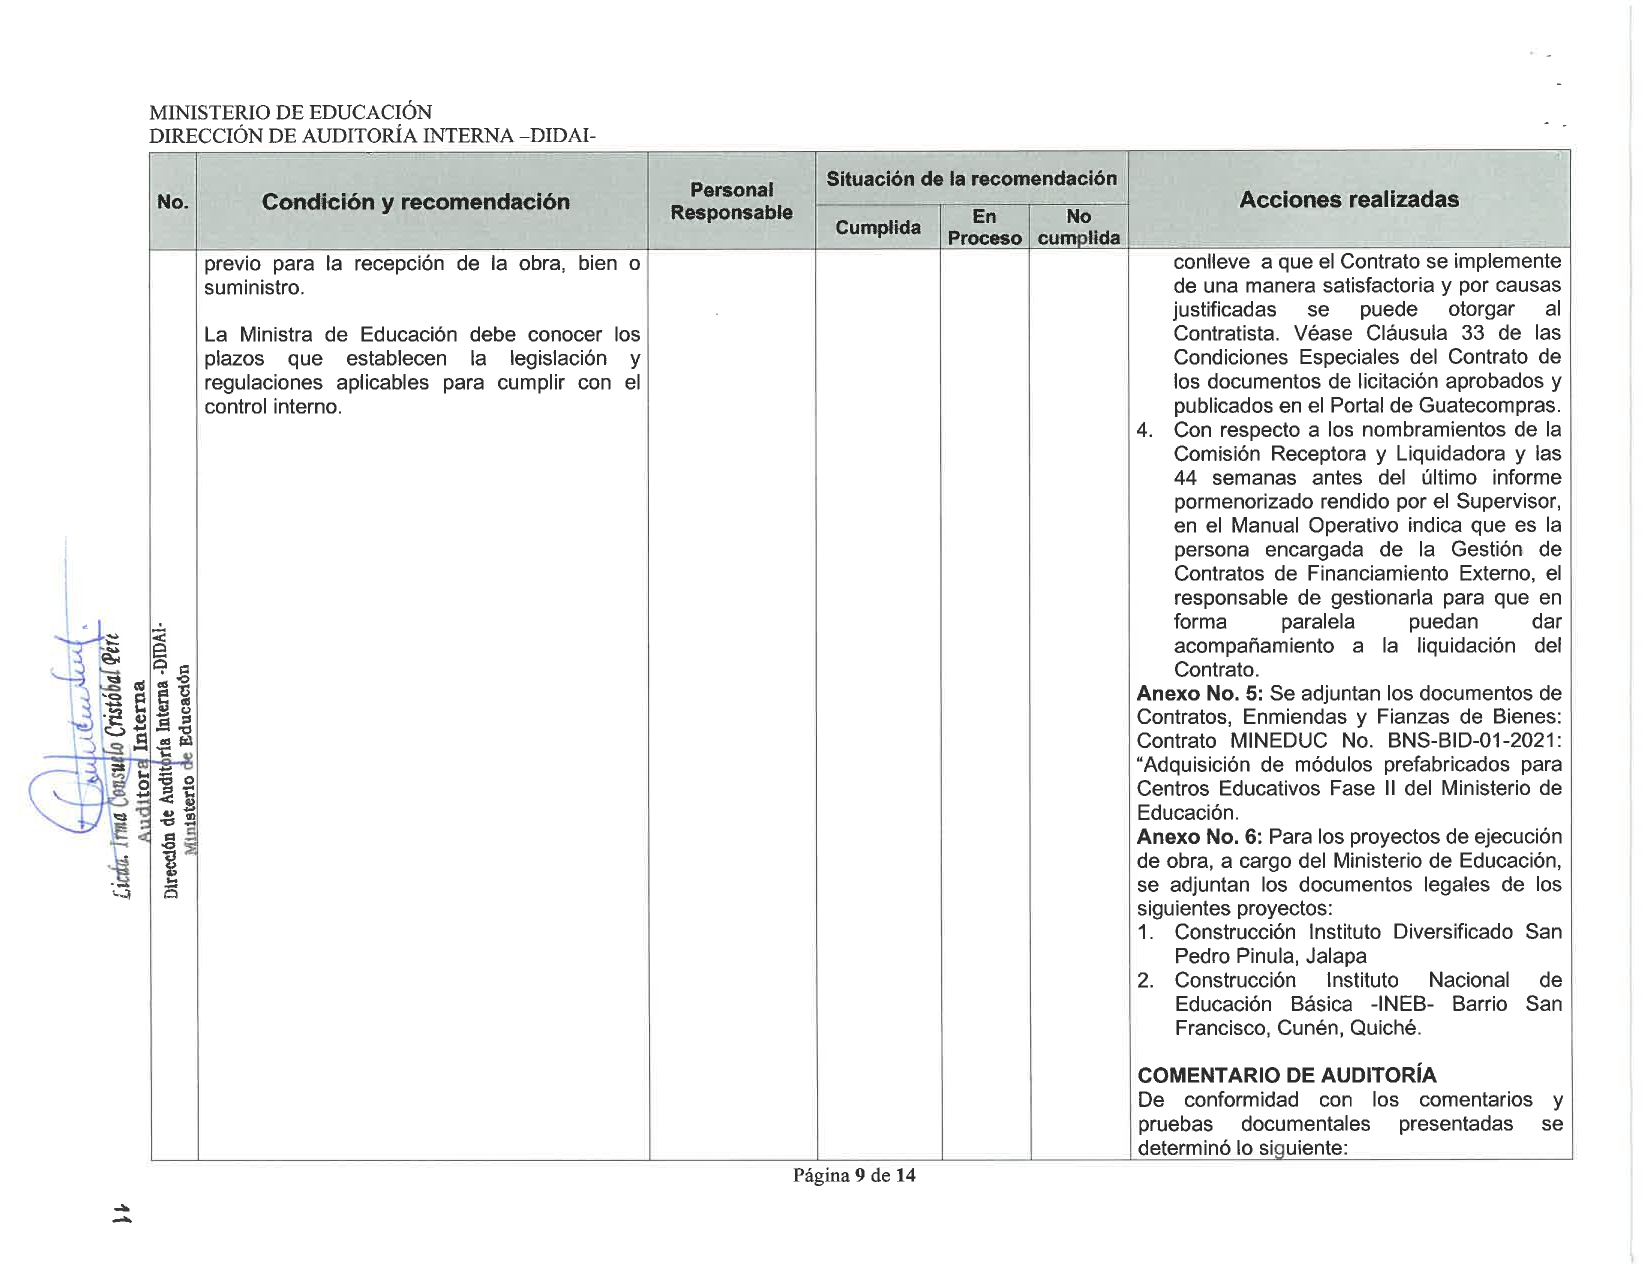 MINISTERIO DE EDUCACIÓN
DIRECCIÓN DE AUDITORÍA INTERNA –DIDAI-
No.
Condición y recomendación
Personal
Responsable
Situación de la recomendación
Cumplida
En
Proceso
No
cumplida
Acciones realizadas
previo para la recepción de la obra, bien o
suministro.
La Ministra de Educación debe conocer los
plazos que establecen la legislación y
regulaciones aplicables para cumplir con el
control interno.
conlleve a que el Contrato se implemente
de una manera satisfactoria y por causas
justificadas se puede otorgar al
Contratista. Véase Cláusula 33 de las
Condiciones Especiales del Contrato de
los documentos de licitación aprobados y
publicados en el Portal de Guatecompras.
4. Con respecto a los nombramientos de la
Comisión Receptora y Liquidadora y las
44 semanas antes del último informe
pormenorizado rendido por el Supervisor,
en el Manual Operativo indica que es la
persona encargada de la Gestión de
Contratos de Financiamiento Externo, el
responsable de gestionarla para que en
forma paralela puedan dar
acompañamiento a la liquidación del
Contrato.
Anexo No. 5: Se adjuntan los documentos de
Contratos, Enmiendas y Fianzas de Bienes:
Contrato MINEDUC No. BNS-BID-01-2021:
“Adquisición de módulos prefabricados para
Centros Educativos Fase II del Ministerio de
Educación.
Anexo No. 6: Para los proyectos de ejecución
de obra, a cargo del Ministerio de Educación,
se adjuntan los documentos legales de los
siguientes proyectos:
1. Construcción Instituto Diversificado San
Pedro Pinula, Jalapa
2. Construcción Instituto Nacional de
Educación Básica -INEB- Barrio San
Francisco, Cunén, Quiché.
COMENTARIO DE AUDITORÍA
De conformidad con los comentarios y
pruebas documentales presentadas se
determinó lo siguiente:
Licda. Irma Consuelo Cristóbal Pérez
Auditora Interna
Dirección de Auditoría Interna -DIDAI-
Ministerio de Educación
Página 9 de 14
11